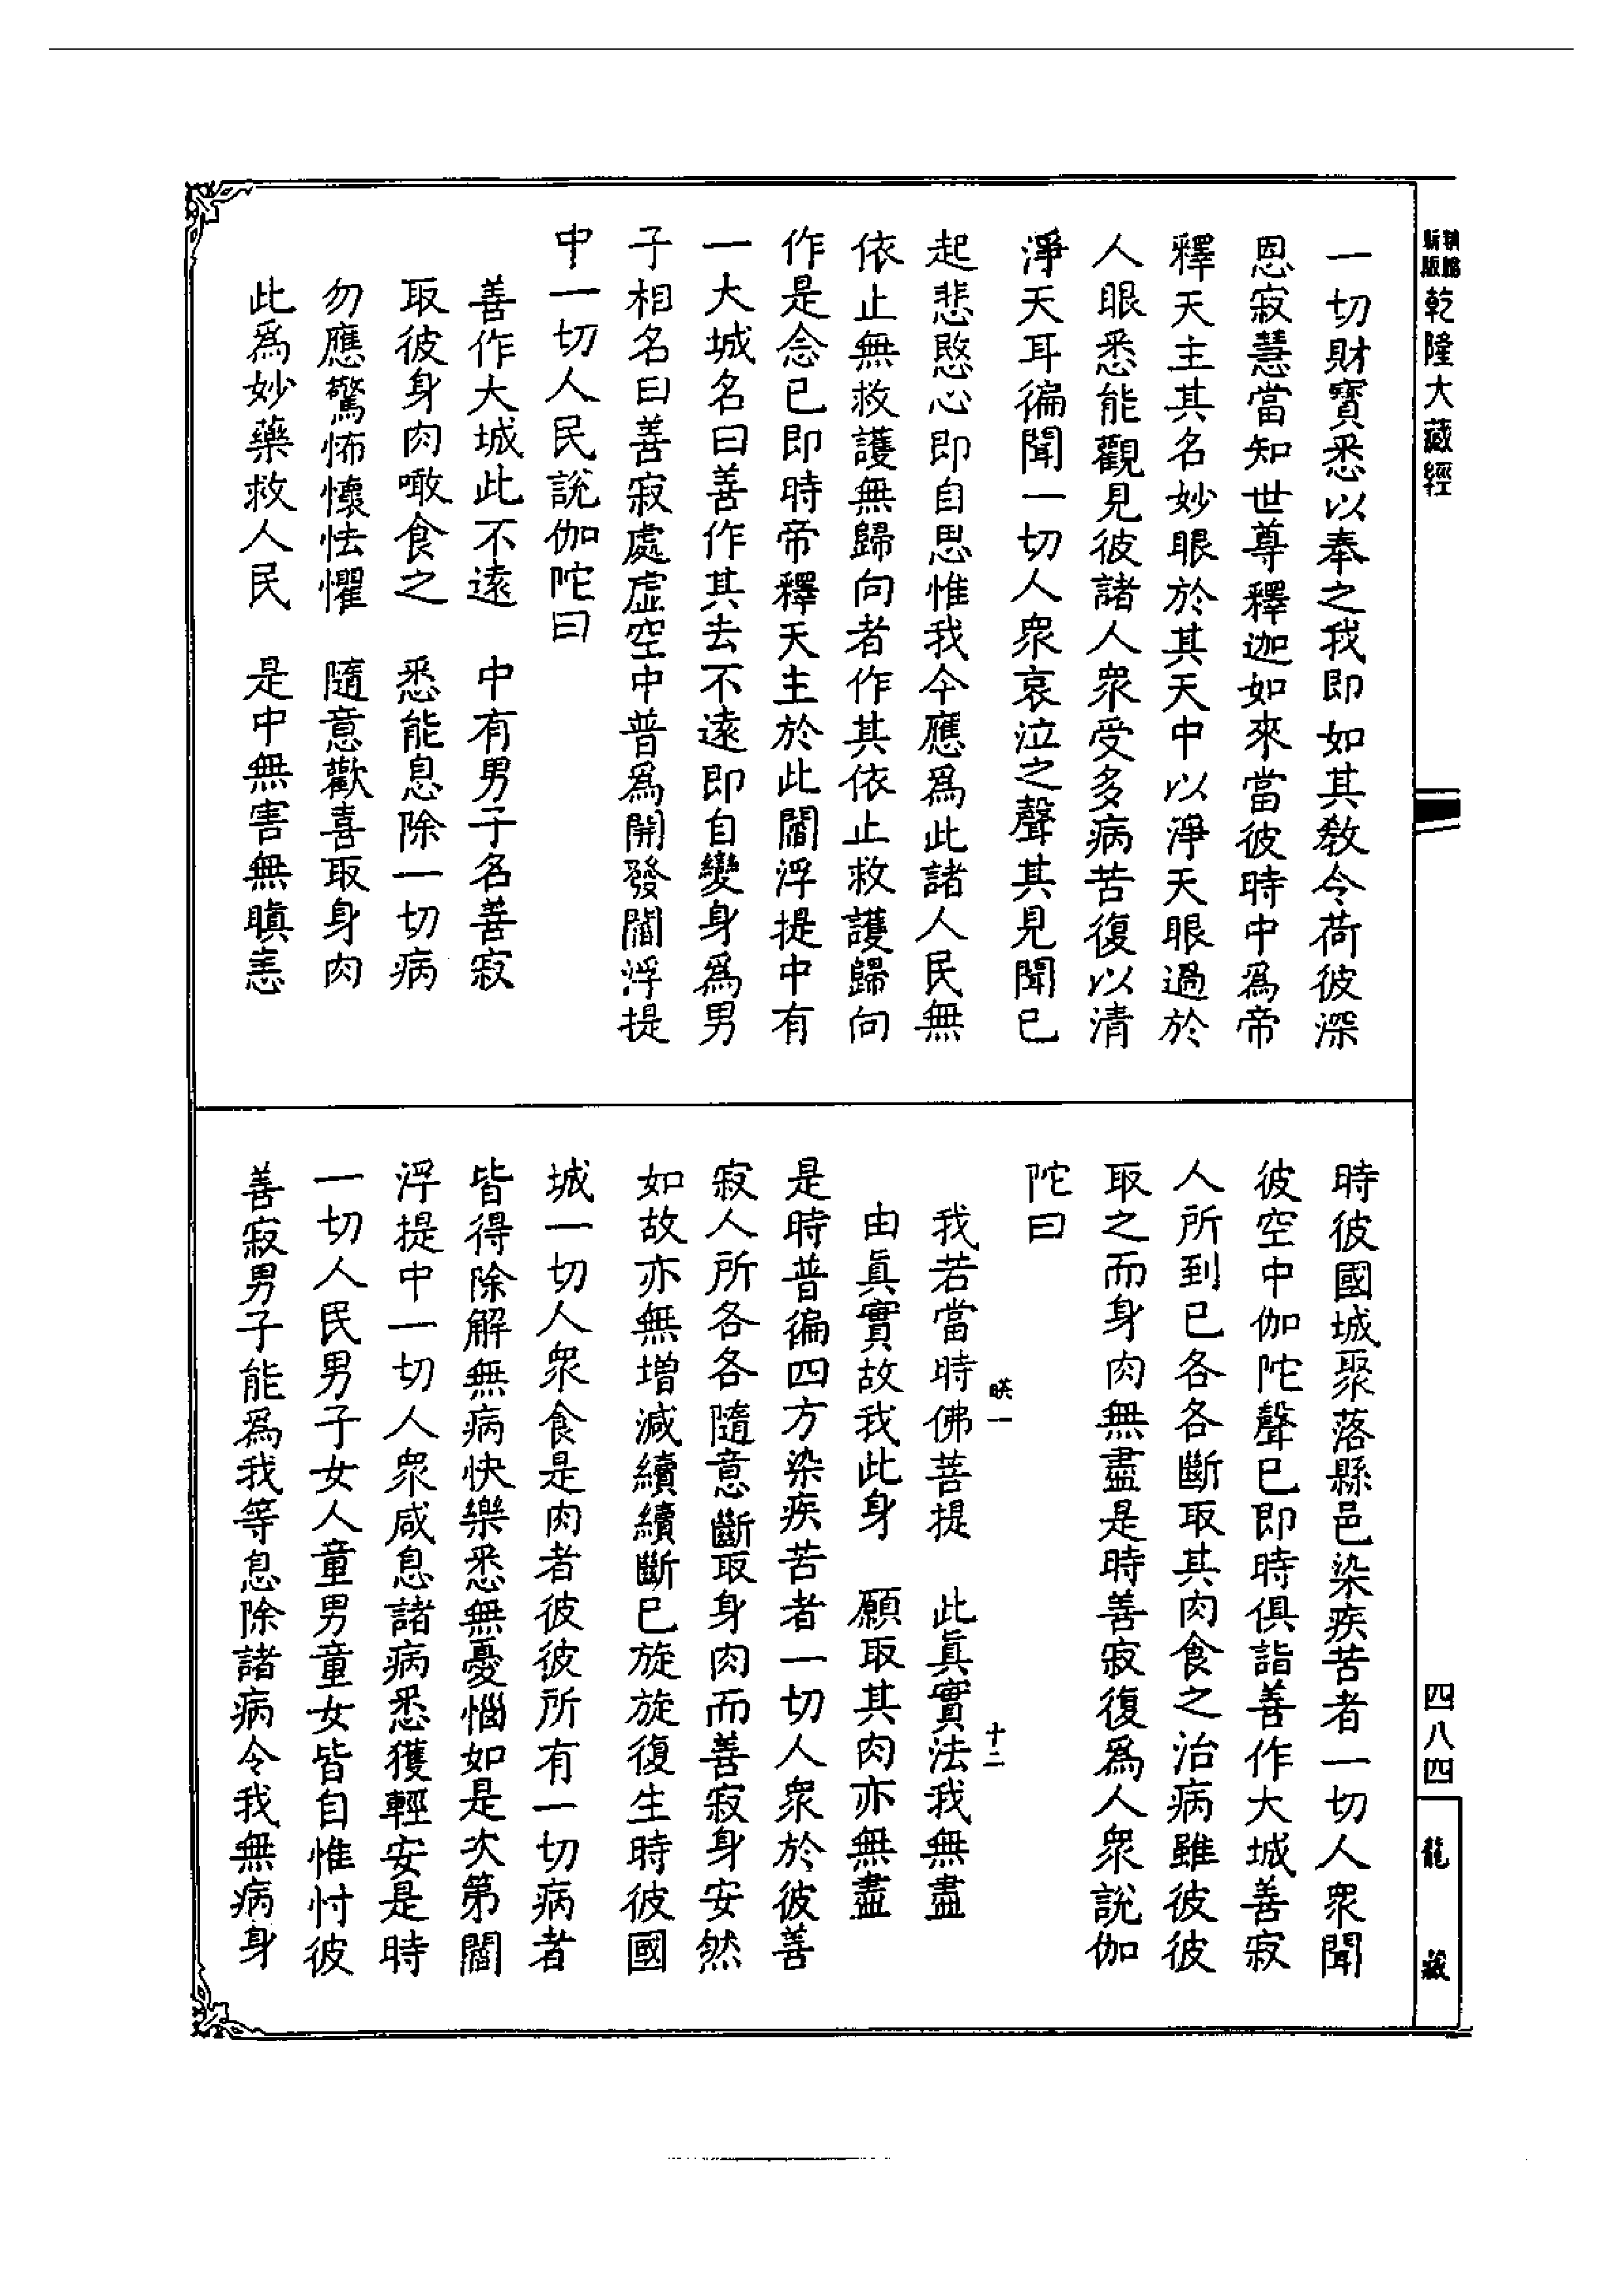 新編
新版
乾隆大藏經
四八四
龍藏
一切財寶悉以奉之我即如其教令荷彼深
恩寂慧當知世尊釋迦如來當彼時中爲帝
釋天主其名妙眼於其天中以淨天眼過於
人眼悉能觀見彼諸人衆受多病苦復以清
淨天耳徧聞一切人衆哀泣之聲其見聞已
起悲愍心即自思惟我今應爲此諸人民無
依止無救護無歸向者作其依止救護歸向
作是念已即時帝釋天主於此閻浮提中有
一大城名曰善作其去不遠即自變身爲男
子相名曰善寂處虛空中普爲開發閻浮提
中一切人民說伽陀曰
善作大城此不遠　中有男子名善寂
取彼身肉噉食之　悉能息除一切病
勿應驚怖懷怯懼　隨意歡喜取身肉
此爲妙藥救人民　是中無害無瞋恚
時彼國城聚落縣邑染疾苦者一切人衆聞
彼空中伽陀聲已即時俱詣善作大城善寂
人所到已各各斷取其肉食之治病雖彼彼
取之而身肉無盡是時善寂復爲人衆說伽
陀曰
暎一　十二
我若當時佛菩提　此眞實法我無盡
由眞實故我此身　願取其肉亦無盡
是時普徧四方染疾苦者一切人衆於彼善
寂人所各各隨意斷取身肉而善寂身安然
如故亦無增減續續斷已旋旋復生時彼國
城一切人衆食是肉者彼彼所有一切病者
皆得除解無病快樂悉無憂惱如是次第閻
浮提中一切人衆咸息諸病悉獲輕安是時
一切人民男子女人童男童女皆自惟忖彼
善寂男子能爲我等息除諸病令我無病身